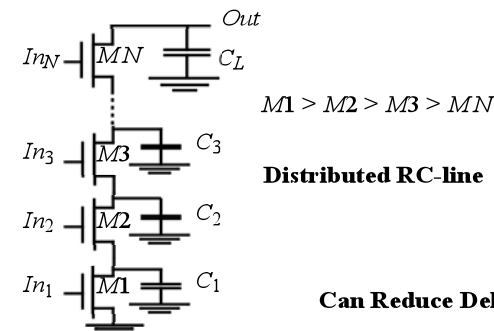 Out
In_N MN C_L
M1 > M2 > M3 > MN
In_3 M3 C_3
Distributed RC-line
In_2 M2 C_2
In_1 M1 C_1
Can Reduce Del